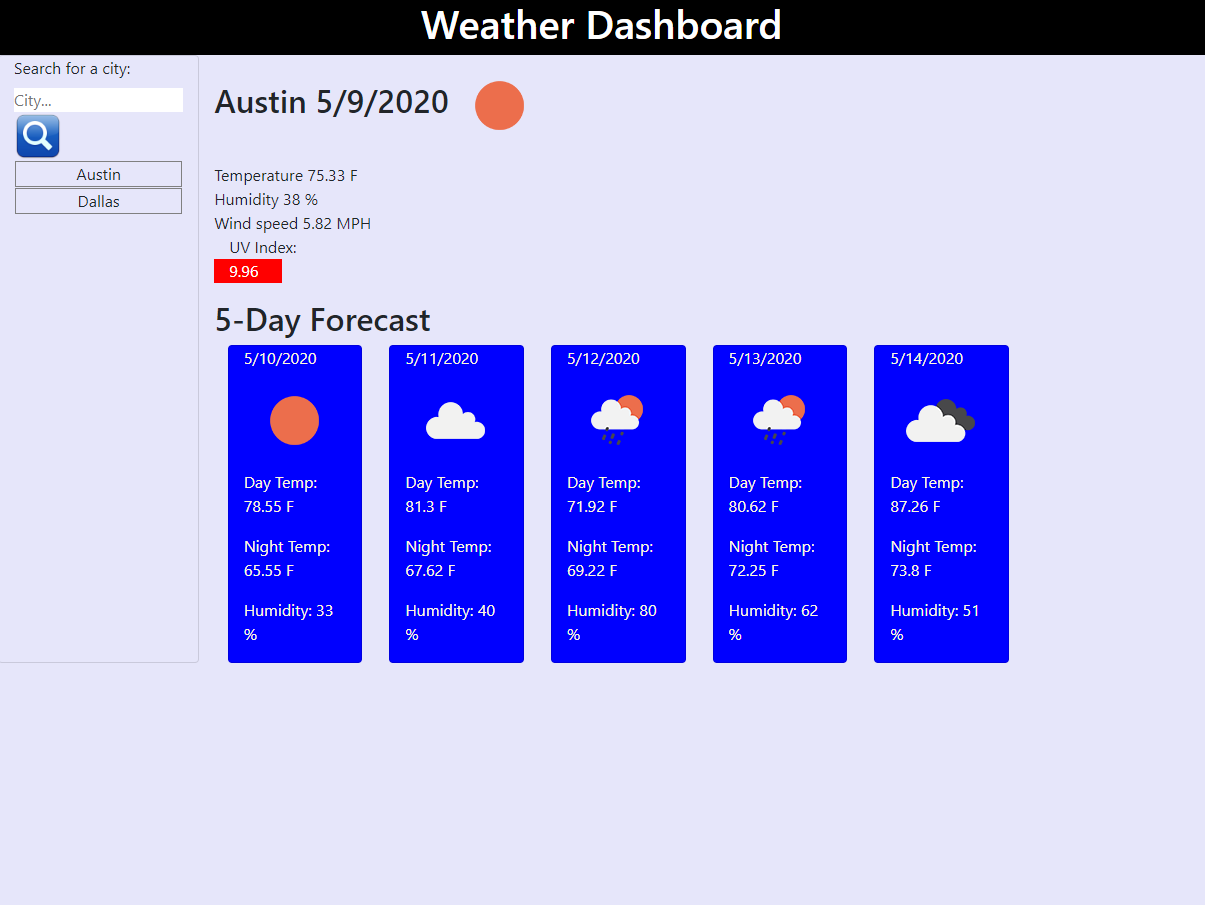 Weather Dashboard
Search for a city:
City...
Austin
Dallas
Austin 5/9/2020
Temperature 75.33 F
Humidity 38 %
Wind speed 5.82 MPH
UV Index:
9.96
5-Day Forecast
5/10/2020
Day Temp:
78.55 F
Night Temp:
65.55 F
Humidity: 33
%
5/11/2020
Day Temp:
81.3 F
Night Temp:
67.62 F
Humidity: 40
%
5/12/2020
Day Temp:
71.92 F
Night Temp:
69.22 F
Humidity: 80
%
5/13/2020
Day Temp:
80.62 F
Night Temp:
72.25 F
Humidity: 62
%
5/14/2020
Day Temp:
87.26 F
Night Temp:
73.8 F
Humidity: 51
%